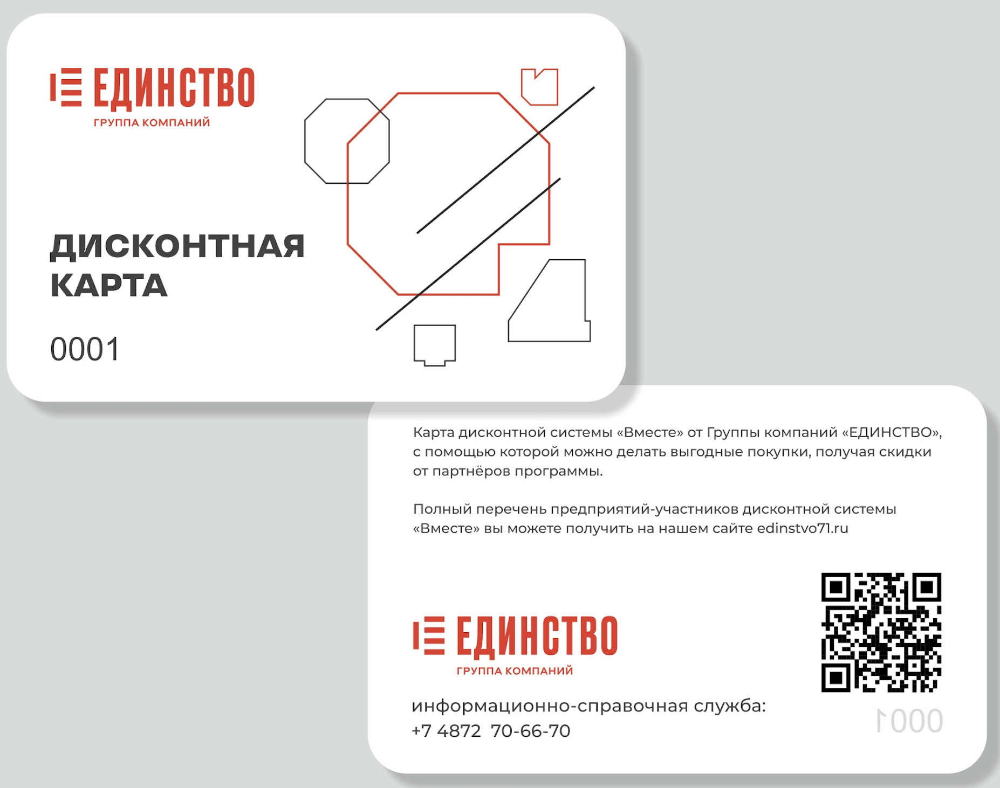 ЕДИНСТВО
ГРУППА КОМПАНИЙ
ДИСКОНТНАЯ
КАРТА
0001
Карта дисконтной системы «Вместе» от Группы компаний «ЕДИНСТВО»,
с помощью которой можно делать выгодные покупки, получая скидки
от партнёров программы.
Полный перечень предприятий-участников дисконтной системы
«Вместе» вы можете получить на нашем сайте edinstvo71.ru
ЕДИНСТВО
ГРУППА КОМПАНИЙ
информационно-справочная служба:
+7 4872 70-66-70
0001